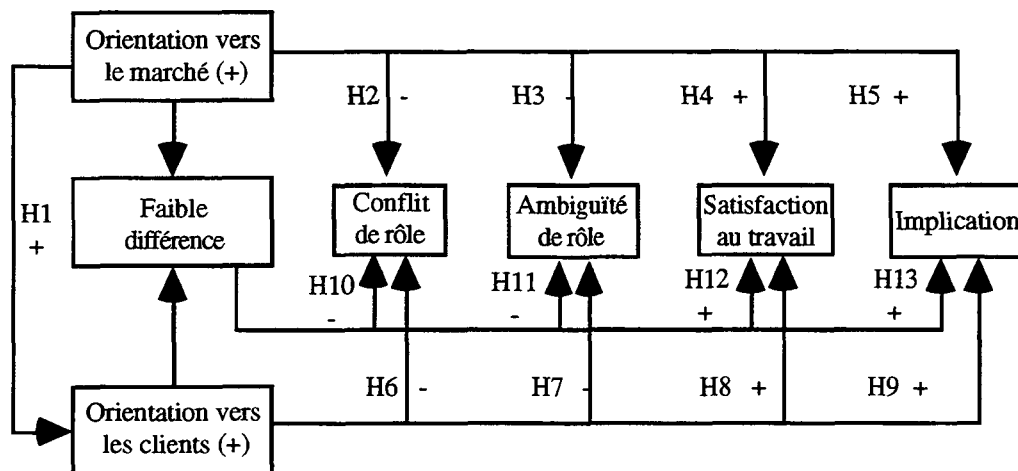 Orientation vers
le marché (+)
H2 -
H3 -
H4 +
H5 +
H1
+
Faible
différence
Conflit
de rôle
Ambiguïté
de rôle
Satisfaction
au travail
Implication
H10
-
H11
-
H12
+
H13
+
H6 -
H7 -
H8 +
H9 +
Orientation vers
les clients (+)